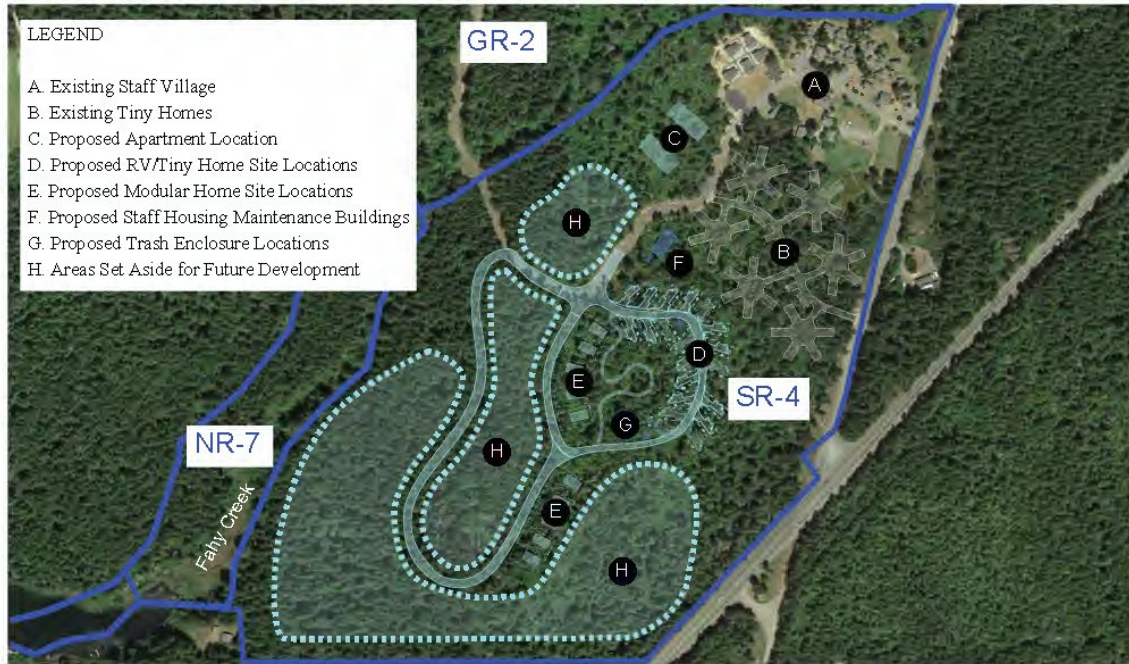 LEGEND
A. Existing Staff Village
B. Existing Tiny Homes
C. Proposed Apartment Location
D. Proposed RV/Tiny Home Site Locations
E. Proposed Modular Home Site Locations
F. Proposed Staff Housing Maintenance Buildings
G. Proposed Trash Enclosure Locations
H. Areas Set Aside for Future Development
GR-2
A
C
H
B
F
D
E
SR-4
G
NR-7
H
Fahy Creek
E
H